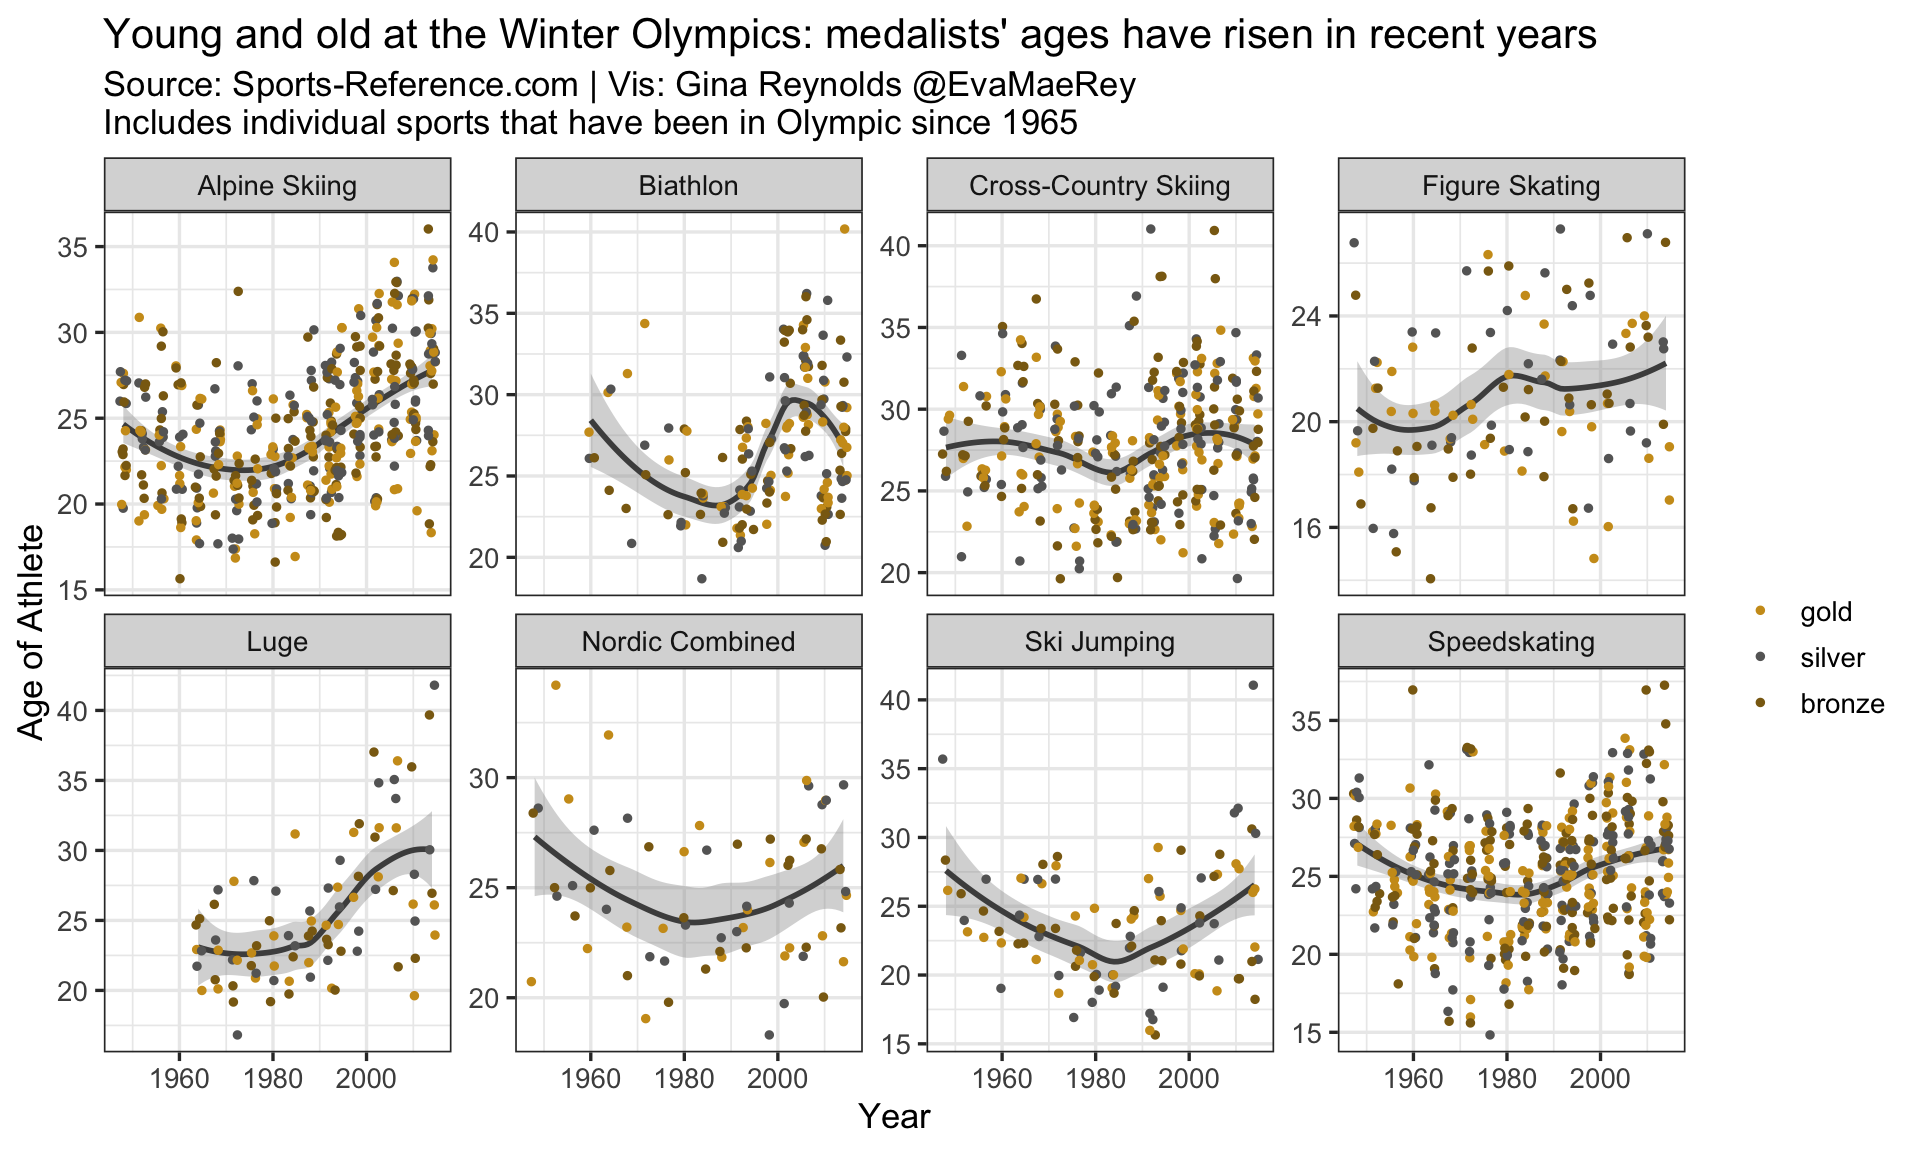 Young and old at the Winter Olympics: medalists' ages have risen in recent years
Source: Sports-Reference.com | Vis: Gina Reynolds @EvaMaeRey
Includes individual sports that have been in Olympic since 1965
Alpine Skiing
Biathlon
Cross-Country Skiing
Figure Skating
35
30
25
20
15
40
35
30
25
20
40
35
30
25
20
24
20
16
Age of Athlete
Luge
Nordic Combined
Ski Jumping
Speedskating
40
35
30
25
20
30
25
20
40
35
30
25
20
15
35
30
25
20
15
1960 1980 2000
1960 1980 2000
1960 1980 2000
1960 1980 2000
Year
gold
silver
bronze